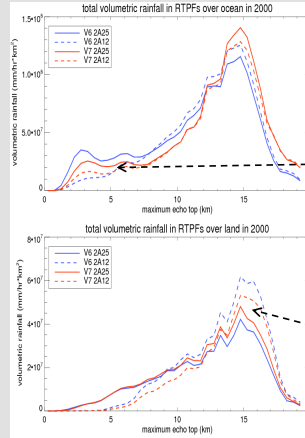 total volumetric rainfall in RTPFs over ocean in 2000
volumetric rainfall (mm/hr*km²)
1.5•10⁸
1.0•10⁸
5.0•10⁷
0
V6 2A25
V6 2A12
V7 2A25
V7 2A12
0 5 10 15
maximum echo top (km)
total volumetric rainfall in RTPFs over land in 2000
volumetric rainfall (mm/hr*km²)
8•10⁷
6•10⁷
4•10⁷
2•10⁷
0
V6 2A25
V6 2A12
V7 2A25
V7 2A12
0 5 10 15
maximum echo top (km)